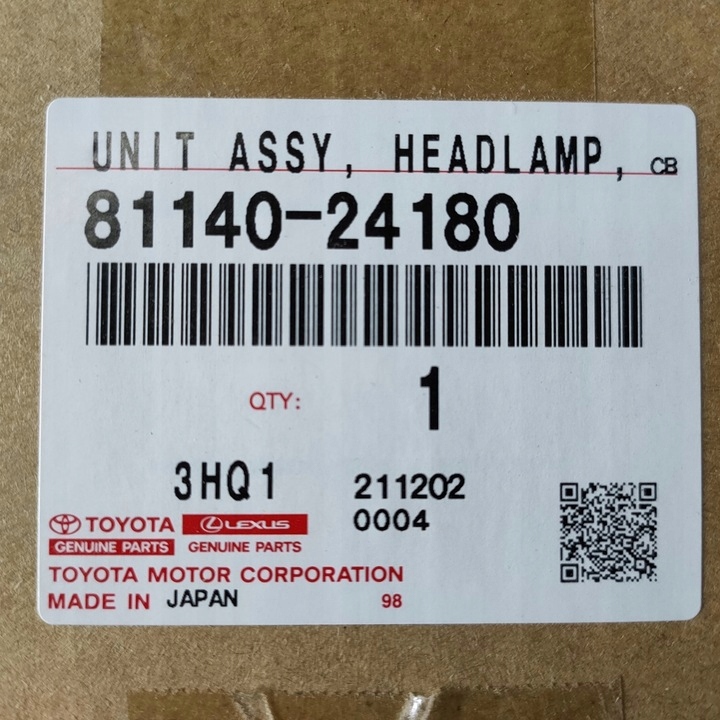 UNIT ASSY, HEADLAMP, CB
81140-24180
QTY: 1
3HQ1 211202
0004
TOYOTA LEXUS
GENUINE PARTS GENUINE PARTS
TOYOTA MOTOR CORPORATION
MADE IN JAPAN 98